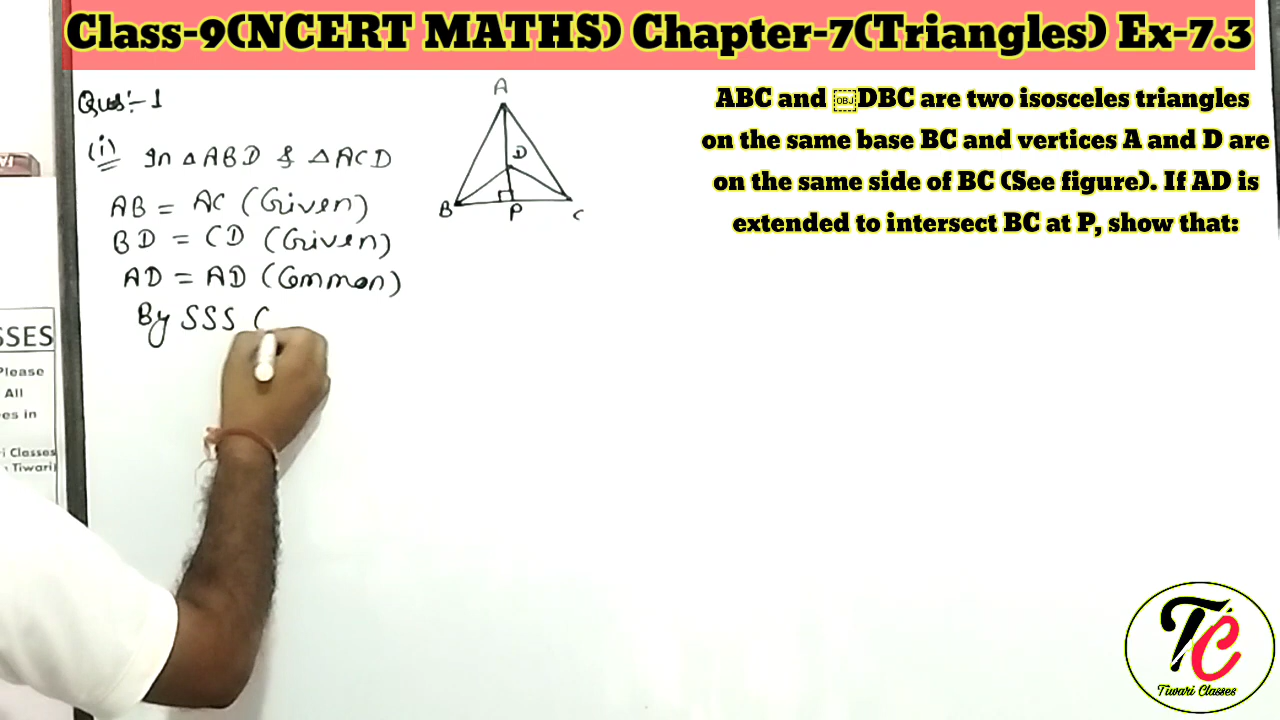 Class-9(NCERT MATHS) Chapter-7(Triangles) Ex-7.3
Ques:- 1
(i) In △ABD & △ACD
AB = AC (Given)
BD = CD (Given)
AD = AD (Common)
By SSS C
A
D
B
P
C
ABC and OBJ DBC are two isosceles triangles
on the same base BC and vertices A and D are
on the same side of BC (See figure). If AD is
extended to intersect BC at P, show that:
SSES
Please
All
es in
i Classes
Tiwari
TC
Tiwari Classes